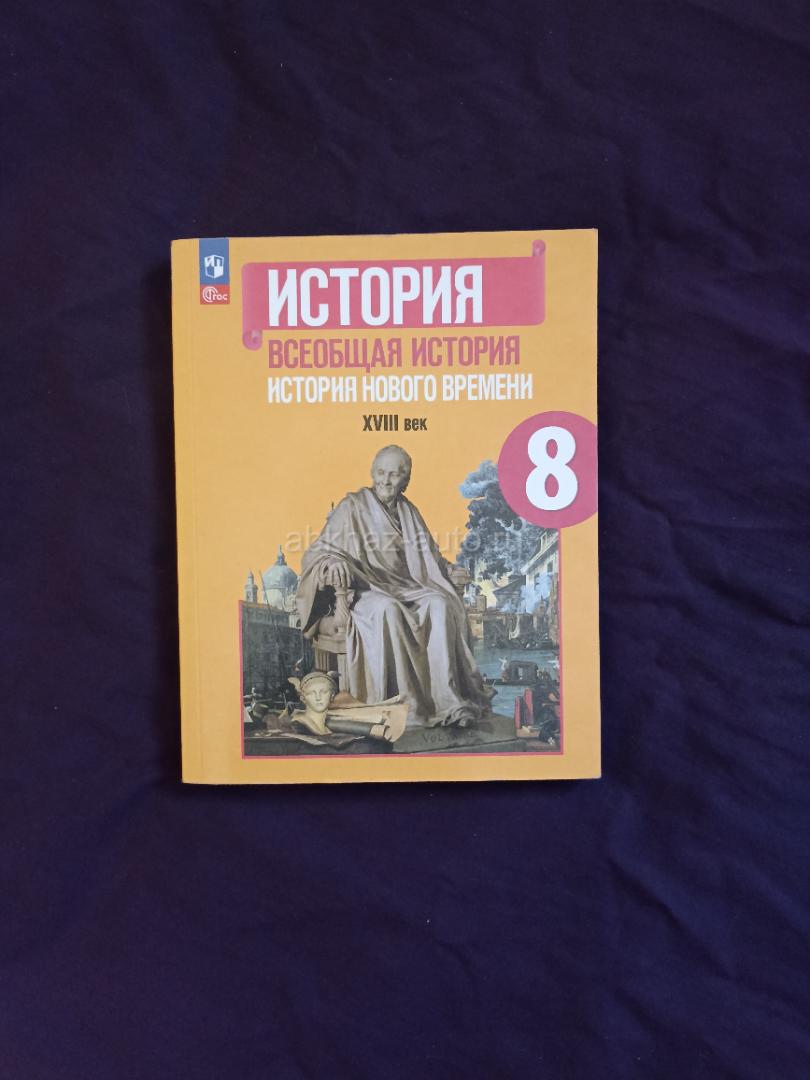 ИСТОРИЯ
ВСЕОБЩАЯ ИСТОРИЯ
ИСТОРИЯ НОВОГО ВРЕМЕНИ
XVIII век
8
ФГОС
abkhaz-auto.ru